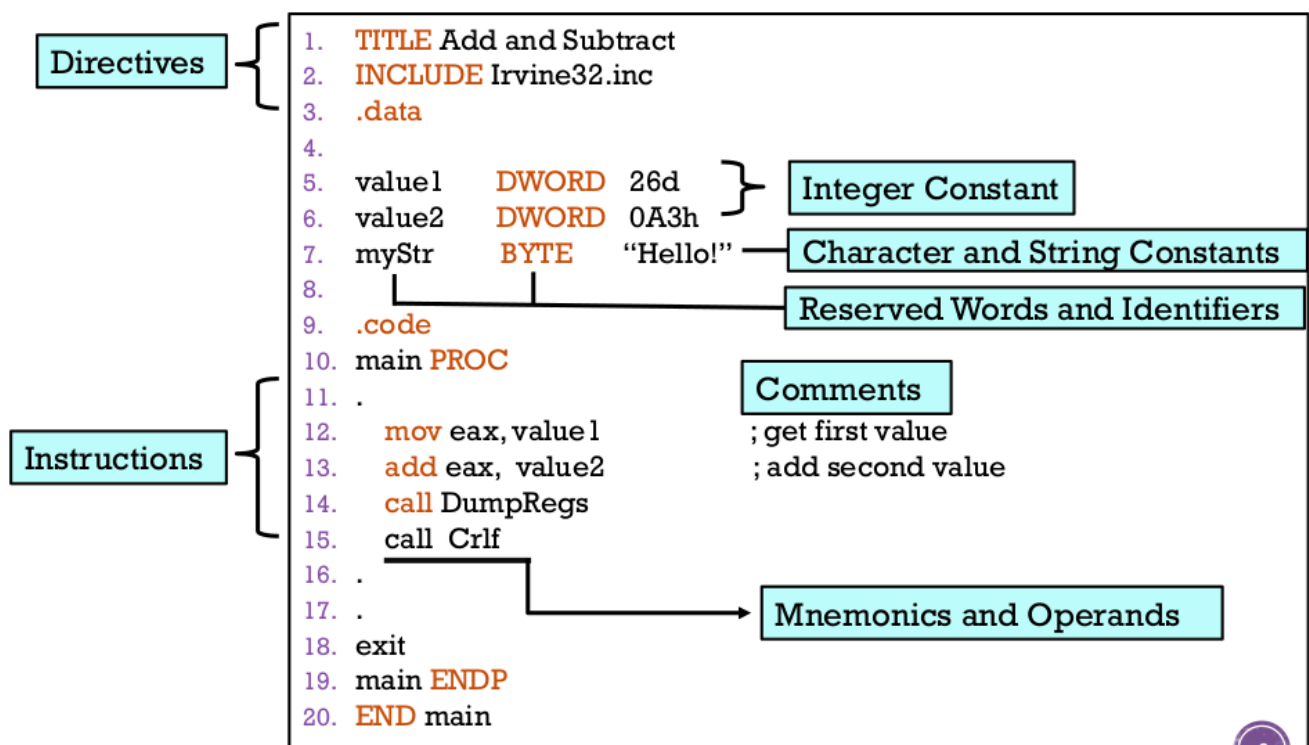 Directives
1. TITLE Add and Subtract
2. INCLUDE Irvine32.inc
3. .data
4.
5. value1 DWORD 26d
6. value2 DWORD 0A3h
Integer Constant
7. myStr BYTE “Hello!”
Character and String Constants
8.
Reserved Words and Identifiers
9. .code
10. main PROC
Comments
11. .
12. mov eax, value1 ; get first value
13. add eax, value2 ; add second value
Instructions
14. call DumpRegs
15. call Crlf
16. .
17. .
Mnemonics and Operands
18. exit
19. main ENDP
20. END main